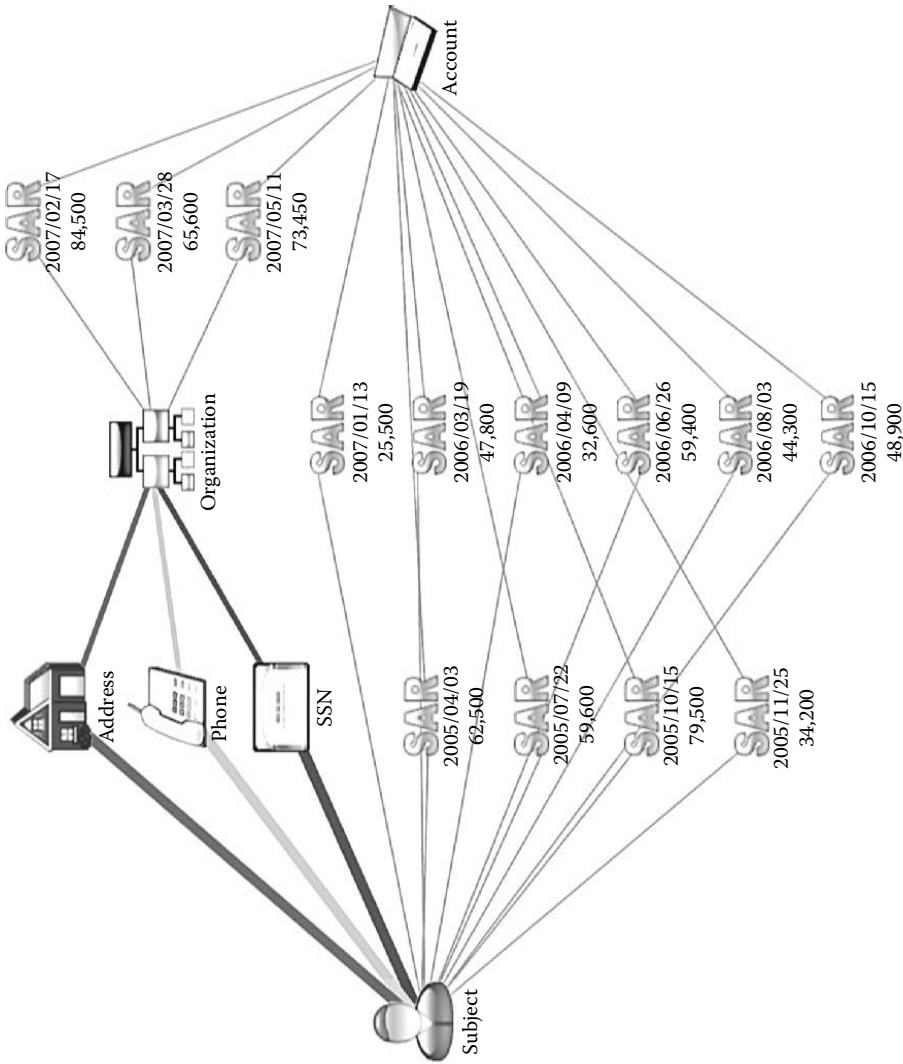 SAR
2007/02/17
84,500
SAR
2007/03/28
65,600
SAR
2007/05/11
73,450
Account
Organization
SAR
2007/01/13
25,500
SAR
2006/03/19
47,800
SAR
2006/04/09
32,600
SAR
2006/06/26
59,400
SAR
2006/08/03
44,300
SAR
2006/10/15
48,900
Address
Phone
SSN
SAR
2005/04/03
62,500
SAR
2005/07/22
59,600
SAR
2005/10/15
79,500
SAR
2005/11/25
34,200
Subject